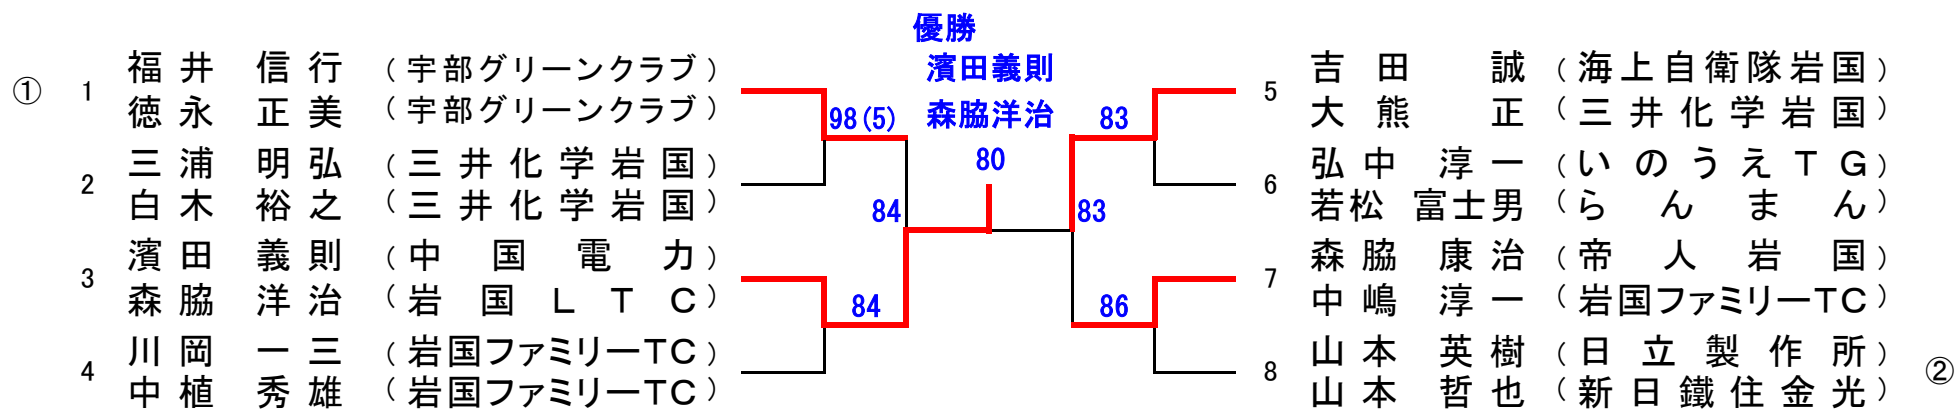 優勝
濱田義則
森脇洋治
① 1 福井 信行 (宇部グリーンクラブ)
徳永 正美 (宇部グリーンクラブ)
2 三浦 明弘 (三井化学岩国)
白木 裕之 (三井化学岩国)
3 濱田 義則 (中国電力)
森脇 洋治 (岩国LTC)
4 川岡 一三 (岩国ファミリーTC)
中植 秀雄 (岩国ファミリーTC)
98(5)
84
84
80
83
83
86
5 吉田 誠 (海上自衛隊岩国)
大熊 正 (三井化学岩国)
6 弘中 淳一 (いのうえTG)
若松 富士男 (らんまん)
7 森脇 康治 (帝人岩国)
中嶋 淳一 (岩国ファミリーTC)
8 山本 英樹 (日立製作所) ②
山本 哲也 (新日鐵住金光)